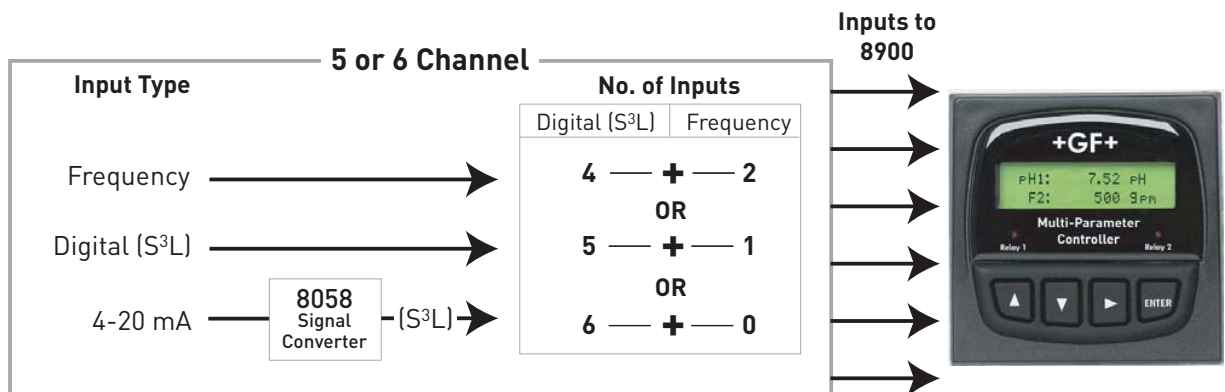 Inputs to
8900
5 or 6 Channel
Input Type
No. of Inputs
Digital (S³L) Frequency
Frequency
4 + 2
OR
Digital (S³L)
5 + 1
OR
4-20 mA
8058
Signal
Converter
(S³L)
6 + 0
+GF+
pH1: 7.52 pH
F2: 500 gpm
Multi-Parameter
Controller
Relay 1
Relay 2
ENTER